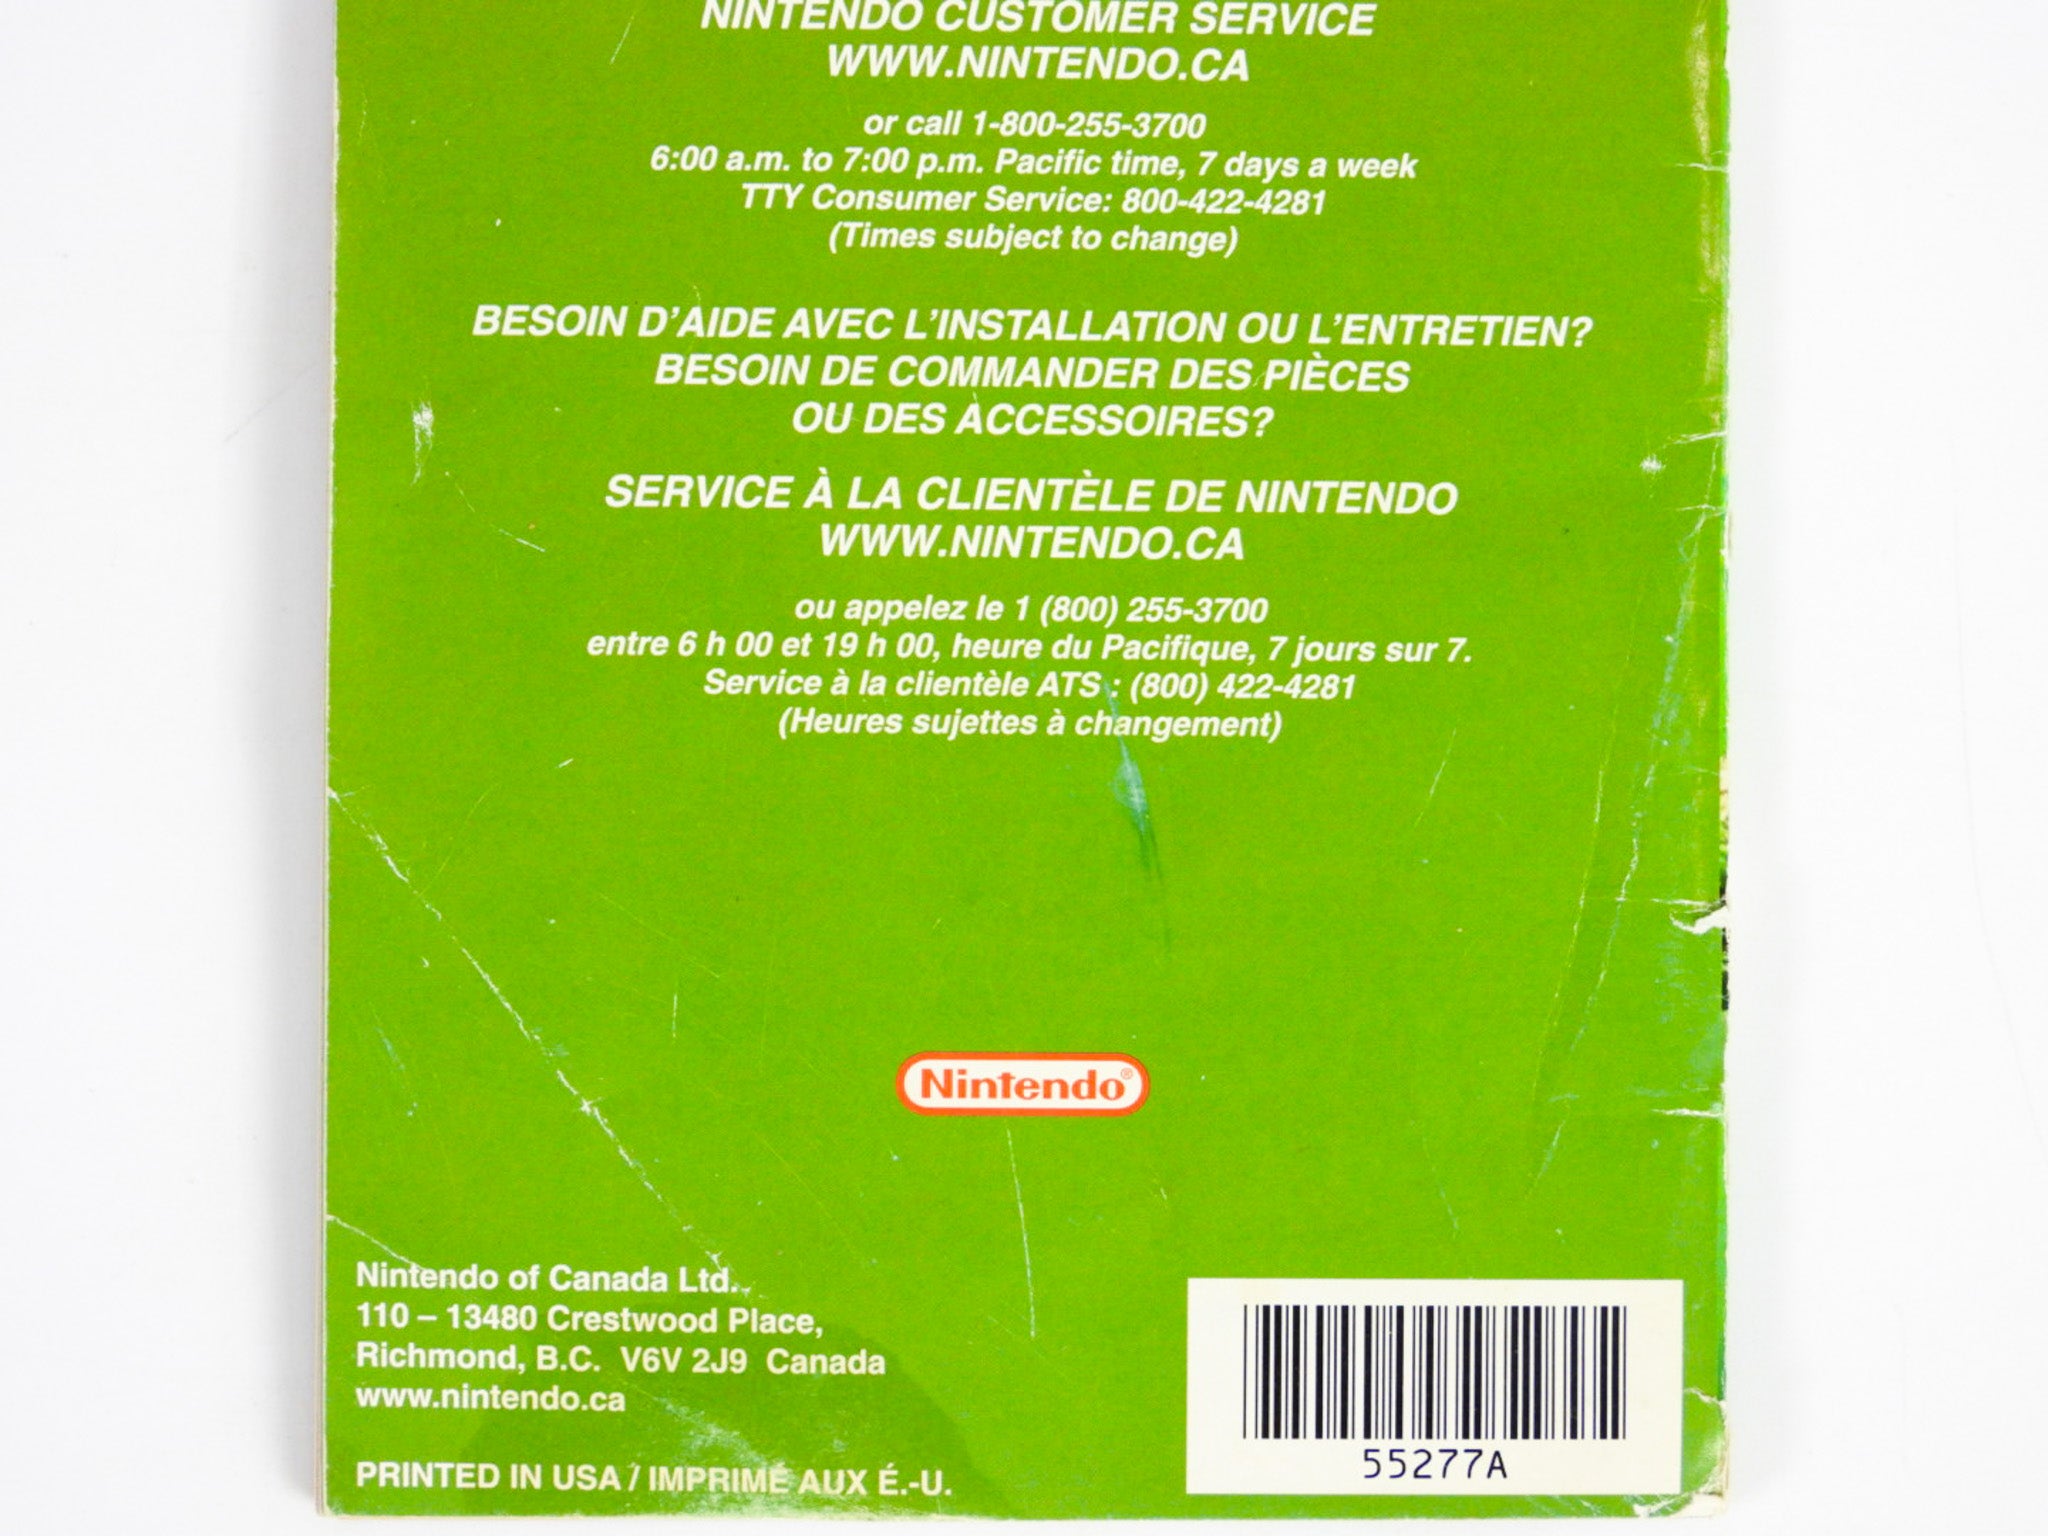 NINTENDO CUSTOMER SERVICE
WWW.NINTENDO.CA
or call 1-800-255-3700
6:00 a.m. to 7:00 p.m. Pacific time, 7 days a week
TTY Consumer Service: 800-422-4281
(Times subject to change)
BESOIN D'AIDE AVEC L'INSTALLATION OU L'ENTRETIEN?
BESOIN DE COMMANDER DES PIÈCES
OU DES ACCESSOIRES?
SERVICE À LA CLIENTÈLE DE NINTENDO
WWW.NINTENDO.CA
ou appelez le 1 (800) 255-3700
entre 6 h 00 et 19 h 00, heure du Pacifique, 7 jours sur 7.
Service à la clientèle ATS : (800) 422-4281
(Heures sujettes à changement)
Nintendo®
Nintendo of Canada Ltd.
110 – 13480 Crestwood Place,
Richmond, B.C. V6V 2J9 Canada
www.nintendo.ca
PRINTED IN USA / IMPRIMÉ AUX É.-U.
55277A